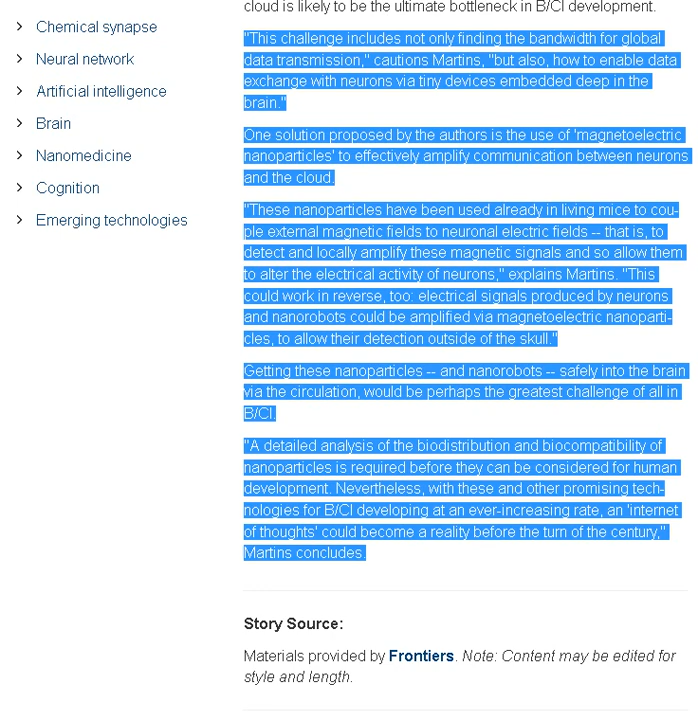 cloud is likely to be the ultimate bottleneck in B/CI development.
Chemical synapse
Neural network
Artificial intelligence
Brain
Nanomedicine
Cognition
Emerging technologies
"This challenge includes not only finding the bandwidth for global
data transmission," cautions Martins, "but also, how to enable data
exchange with neurons via tiny devices embedded deep in the
brain."
One solution proposed by the authors is the use of 'magnetoelectric
nanoparticles' to effectively amplify communication between neurons
and the cloud.
"These nanoparticles have been used already in living mice to cou-
ple external magnetic fields to neuronal electric fields -- that is, to
detect and locally amplify these magnetic signals and so allow them
to alter the electrical activity of neurons," explains Martins. "This
could work in reverse, too: electrical signals produced by neurons
and nanorobots could be amplified via magnetoelectric nanoparti-
cles, to allow their detection outside of the skull."
Getting these nanoparticles -- and nanorobots -- safely into the brain
via the circulation, would be perhaps the greatest challenge of all in
B/CI.
"A detailed analysis of the biodistribution and biocompatibility of
nanoparticles is required before they can be considered for human
development. Nevertheless, with these and other promising tech-
nologies for B/CI developing at an ever-increasing rate, an 'internet
of thoughts' could become a reality before the turn of the century,"
Martins concludes.
Story Source:
Materials provided by Frontiers. Note: Content may be edited for
style and length.